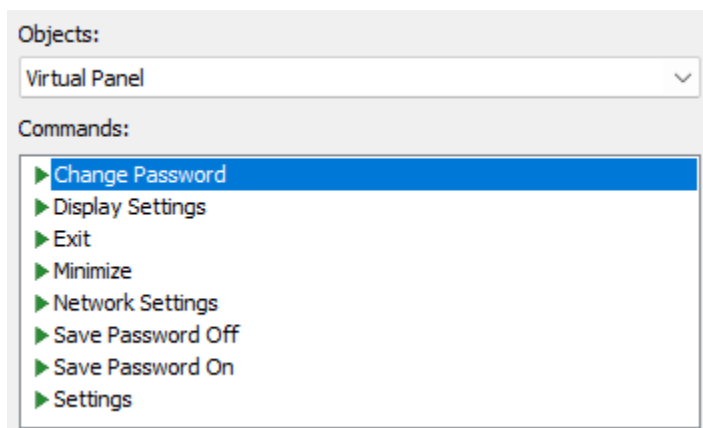 Objects:
Virtual Panel
Commands:
Change Password
Display Settings
Exit
Minimize
Network Settings
Save Password Off
Save Password On
Settings